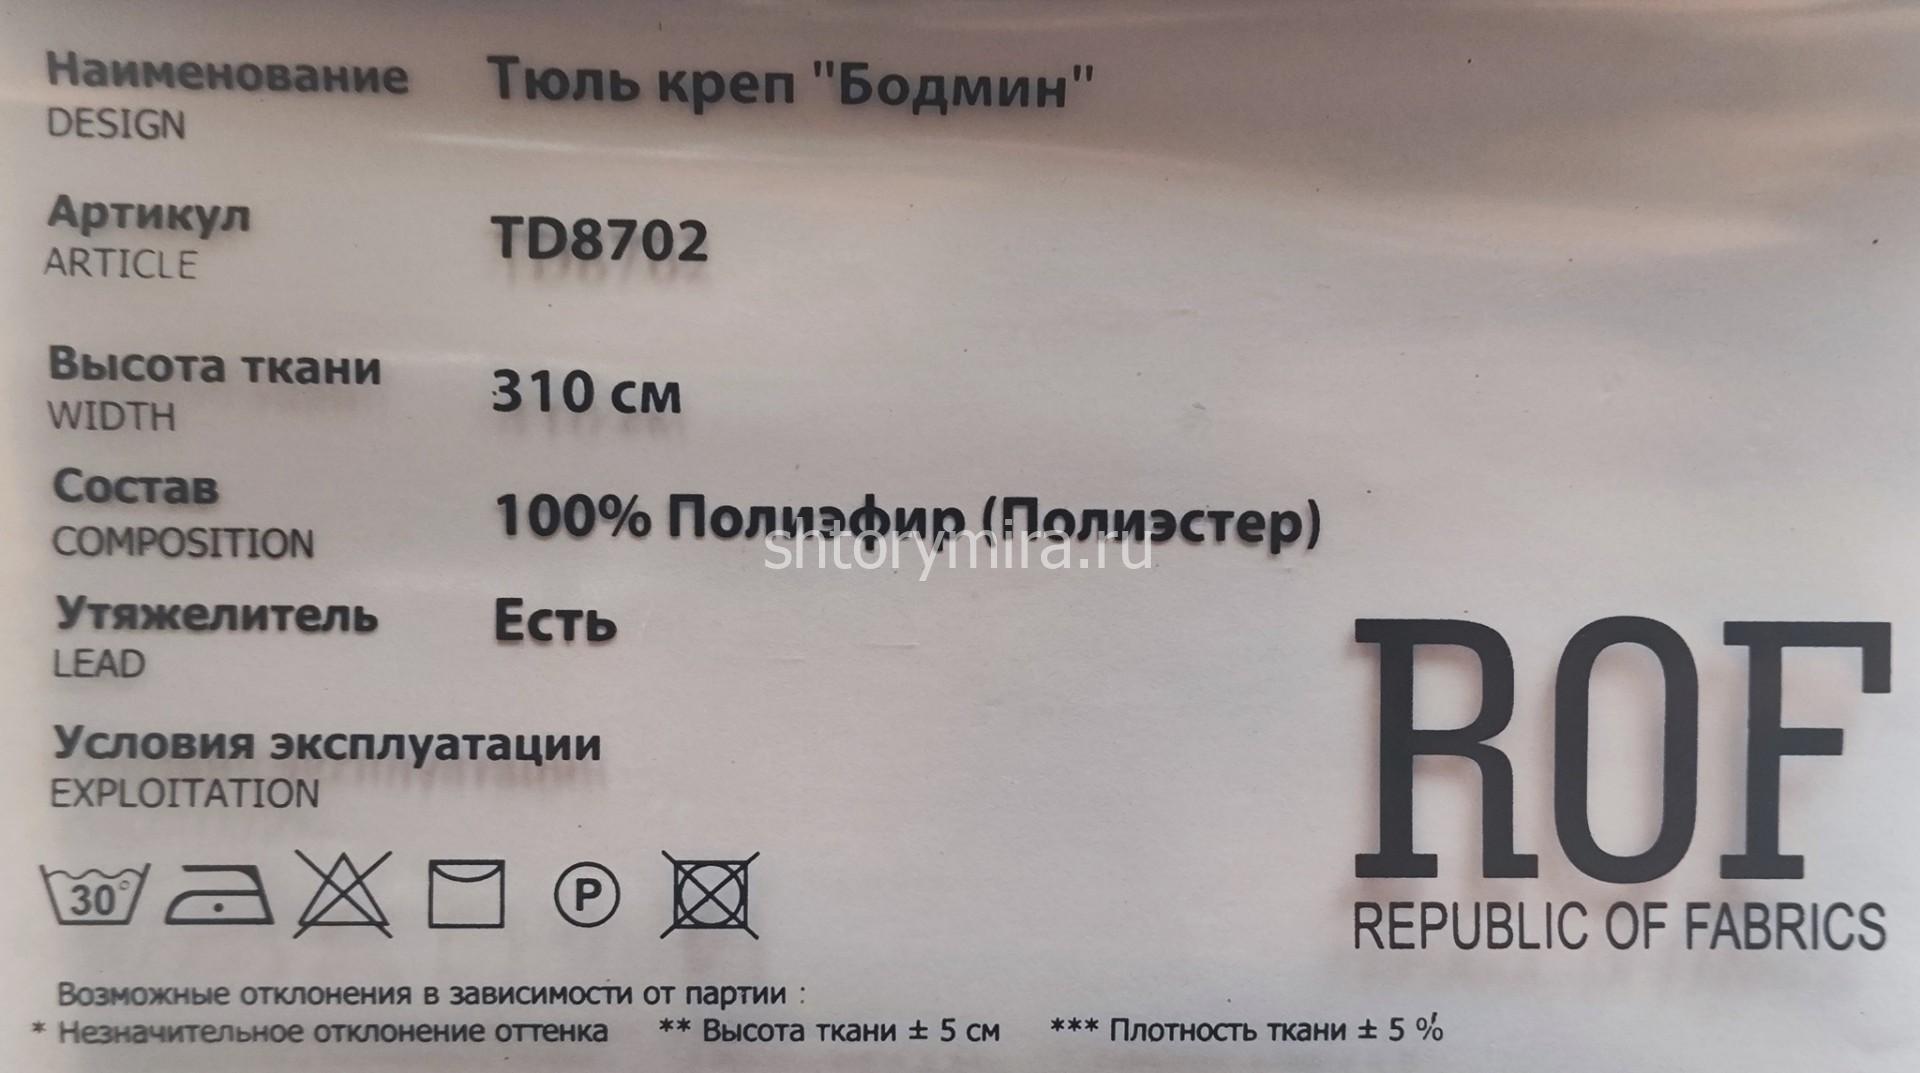 Наименование Тюль креп "Бодмин"
DESIGN
Артикул TD8702
ARTICLE
Высота ткани 310 см
WIDTH
Состав 100% Полиэфир (Полиэстер)
COMPOSITION
shtorymira.ru
Утяжелитель Есть
LEAD
Условия эксплуатации
EXPLOITATION
30° P
ROF
REPUBLIC OF FABRICS
Возможные отклонения в зависимости от партии :
* Незначительное отклонение оттенка ** Высота ткани ± 5 см *** Плотность ткани ± 5 %